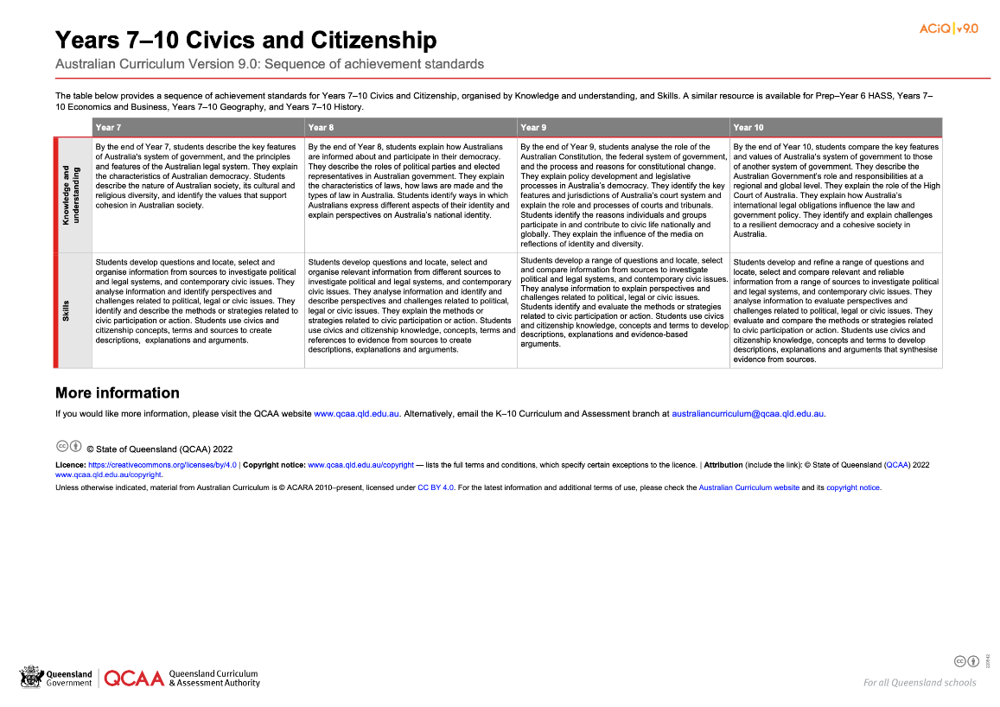 ACiQ v9.0
Years 7–10 Civics and Citizenship
Australian Curriculum Version 9.0: Sequence of achievement standards
The table below provides a sequence of achievement standards for Years 7–10 Civics and Citizenship, organised by Knowledge and understanding, and Skills. A similar resource is available for Prep–Year 6 HASS, Years 7–
10 Economics and Business, Years 7–10 Geography, and Years 7–10 History.
Year 7
Year 8
Year 9
Year 10
Knowledge and
understanding
By the end of Year 7, students describe the key features
of Australia's system of government, and the principles
and features of the Australian legal system. They explain
the characteristics of Australian democracy. Students
describe the nature of Australian society, its cultural and
religious diversity, and identify the values that support
cohesion in Australian society.
By the end of Year 8, students explain how Australians
are informed about and participate in their democracy.
They describe the roles of political parties and elected
representatives in Australian government. They explain
the characteristics of laws, how laws are made and the
types of law in Australia. Students identify ways in which
Australians express different aspects of their identity and
explain perspectives on Australia's national identity.
By the end of Year 9, students analyse the role of the
Australian Constitution, the federal system of government,
and the process and reasons for constitutional change.
They explain policy development and legislative
processes in Australia's democracy. They identify the key
features and jurisdictions of Australia's court system and
explain the role and processes of courts and tribunals.
Students identify the reasons individuals and groups
participate in and contribute to civic life nationally and
globally. They explain the influence of the media on
reflections of identity and diversity.
By the end of Year 10, students compare the key features
and values of Australia's system of government to those
of another system of government. They describe the
Australian Government's role and responsibilities at a
regional and global level. They explain the role of the High
Court of Australia. They explain how Australia's
international legal obligations influence the law and
government policy. They identify and explain challenges
to a resilient democracy and a cohesive society in
Australia.
Skills
Students develop questions and locate, select and
organise information from sources to investigate political
and legal systems, and contemporary civic issues. They
analyse information and identify perspectives and
challenges related to political, legal or civic issues. They
identify and describe the methods or strategies related to
civic participation or action. Students use civics and
citizenship concepts, terms and sources to create
descriptions, explanations and arguments.
Students develop questions and locate, select and
organise relevant information from different sources to
investigate political and legal systems, and contemporary
civic issues. They analyse information and identify and
describe perspectives and challenges related to political,
legal or civic issues. They explain the methods or
strategies related to civic participation or action. Students
use civics and citizenship knowledge, concepts, terms and
references to evidence from sources to create
descriptions, explanations and arguments.
Students develop a range of questions and locate, select
and compare information from sources to investigate
political and legal systems, and contemporary civic issues.
They analyse information to explain perspectives and
challenges related to political, legal or civic issues.
Students identify and evaluate the methods or strategies
related to civic participation or action. Students use civics
and citizenship knowledge, concepts and terms to develop
descriptions, explanations and evidence-based
arguments.
Students develop and refine a range of questions and
locate, select and compare relevant and reliable
information from a range of sources to investigate political
and legal systems, and contemporary civic issues. They
analyse information to evaluate perspectives and
challenges related to political, legal or civic issues. They
evaluate and compare the methods or strategies related
to civic participation or action. Students use civics and
citizenship knowledge, concepts and terms to develop
descriptions, explanations and arguments that synthesise
evidence from sources.
More information
If you would like more information, please visit the QCAA website www.qcaa.qld.edu.au. Alternatively, email the K–10 Curriculum and Assessment branch at australiancurriculum@qcaa.qld.edu.au.
cc © State of Queensland (QCAA) 2022
Licence: https://creativecommons.org/licenses/by/4.0 | Copyright notice: www.qcaa.qld.edu.au/copyright — lists the full terms and conditions, which specify certain exceptions to the licence. | Attribution (include the link): © State of Queensland (QCAA) 2022
www.qcaa.qld.edu.au/copyright.
Unless otherwise indicated, material from Australian Curriculum is © ACARA 2010–present, licensed under CC BY 4.0. For the latest information and additional terms of use, please check the Australian Curriculum website and its copyright notice.
Queensland
Government
QCAA
Queensland Curriculum
& Assessment Authority
cc
For all Queensland schools